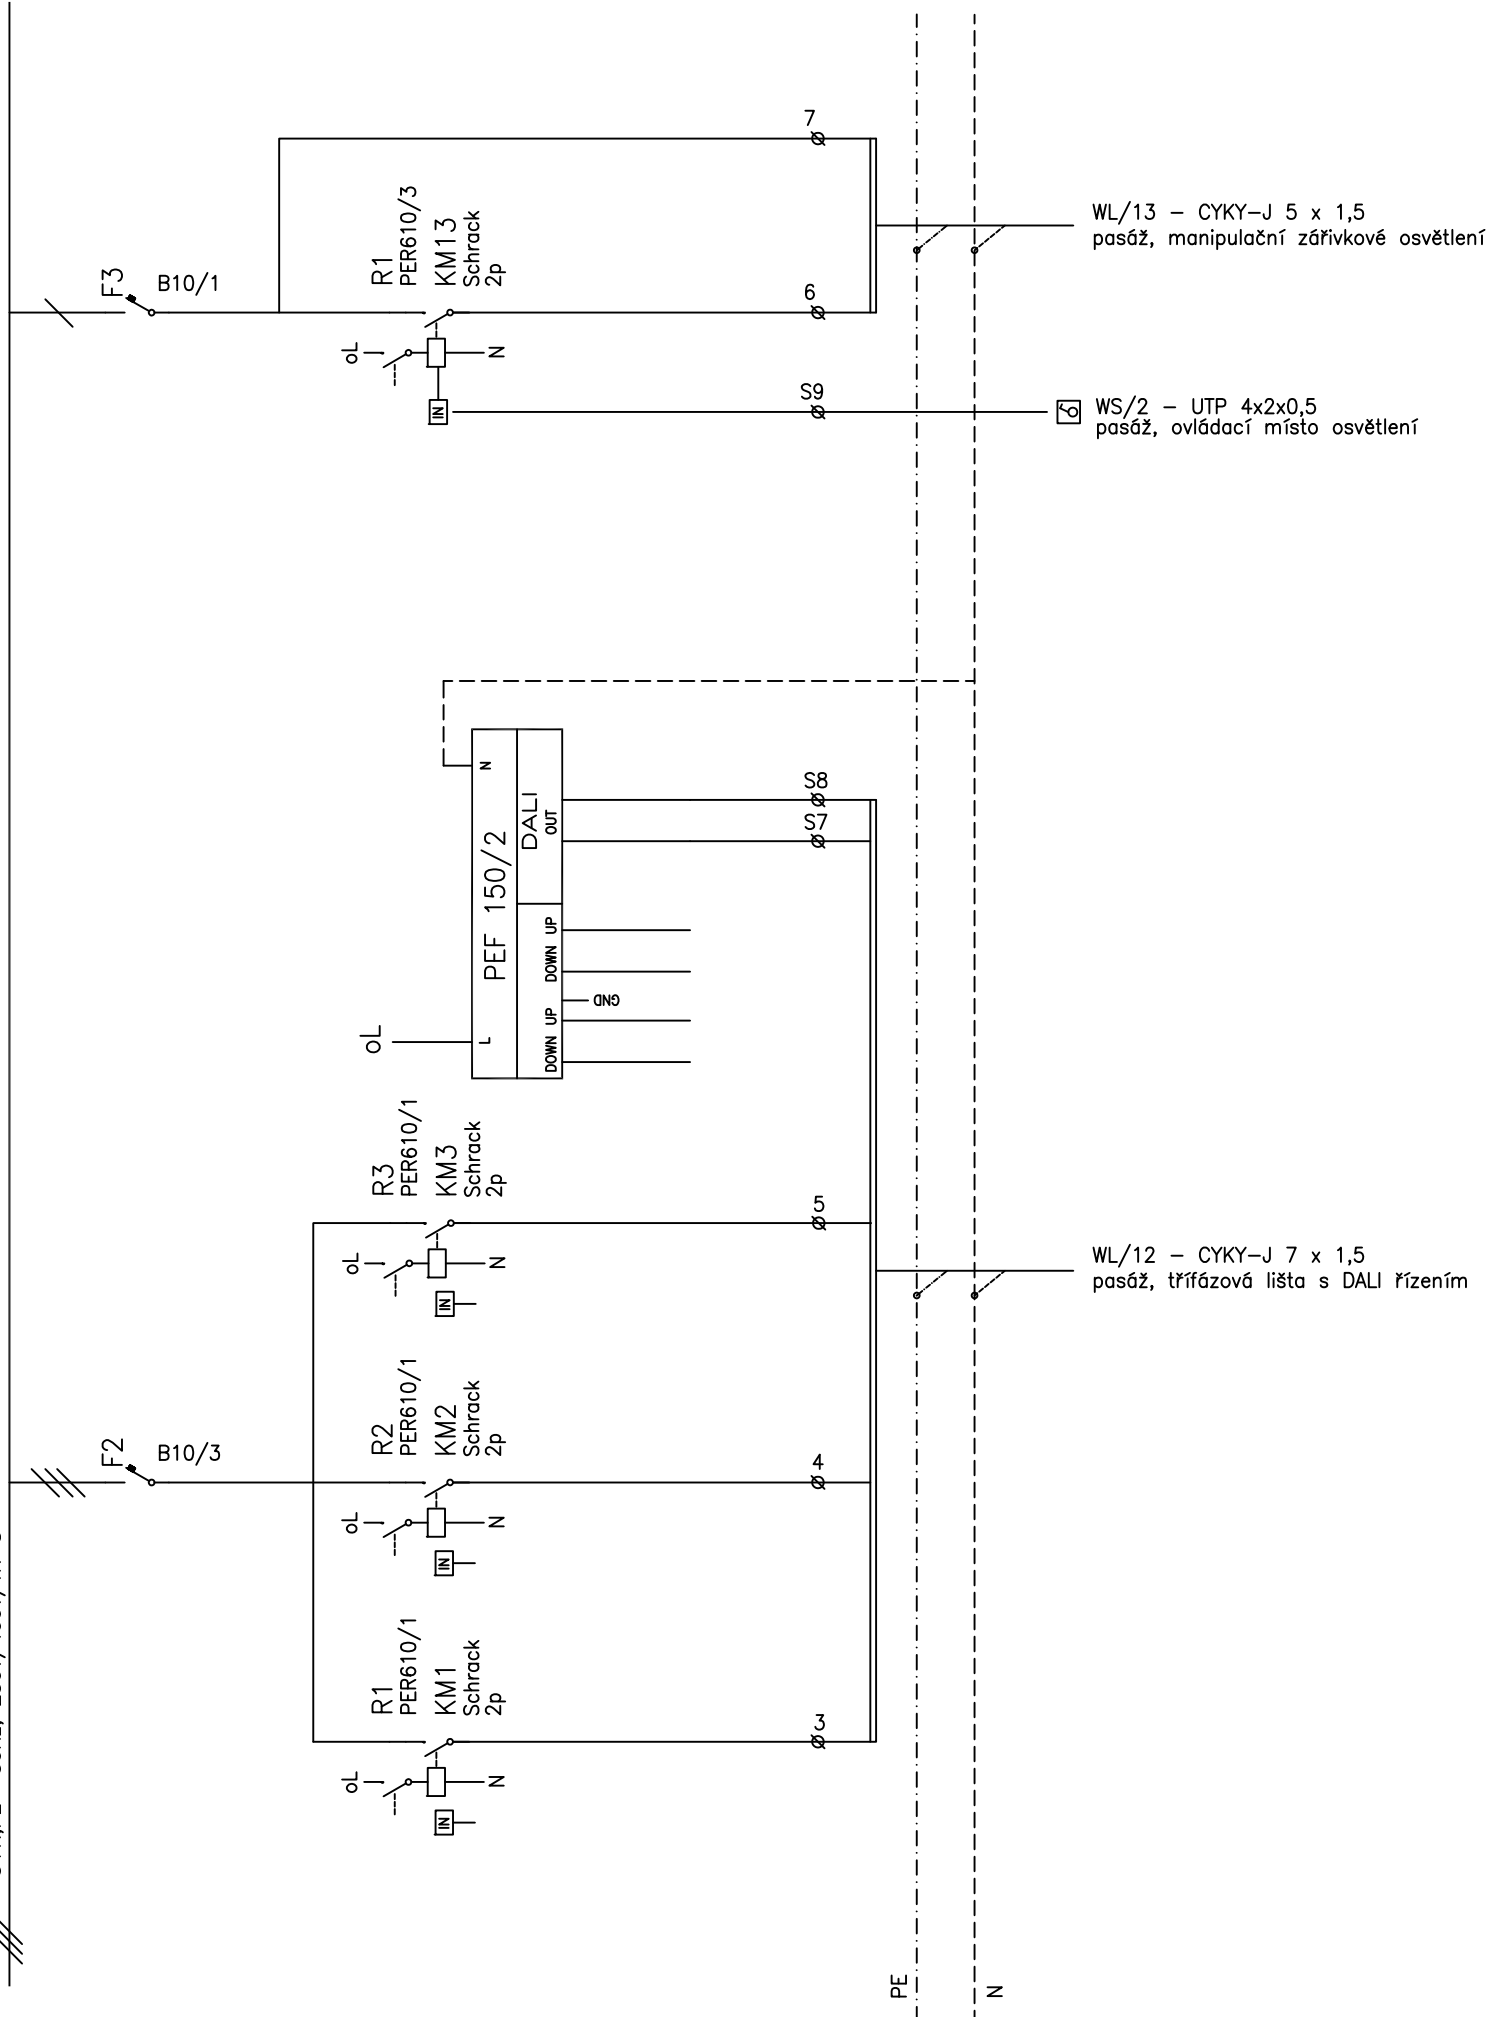 7
WL/13 – CYKY–J 5 x 1,5
pasáž, manipulační zářivkové osvětlení
R1
PER610/3
KM13
Schrack
2p
F3
B10/1
6
oL
N
IN
S9
WS/2 – UTP 4x2x0,5
pasáž, ovládací místo osvětlení
N
L
PEF 150/2
DALI
OUT
DOWN UP
GND
DOWN UP
oL
S8
S7
R3
PER610/1
KM3
Schrack
2p
5
oL
N
IN
WL/12 – CYKY–J 7 x 1,5
pasáž, třífázová lišta s DALI řízením
R2
PER610/1
KM2
Schrack
2p
F2
B10/3
4
oL
N
IN
R1
PER610/1
KM1
Schrack
2p
3
oL
N
IN
PE
N